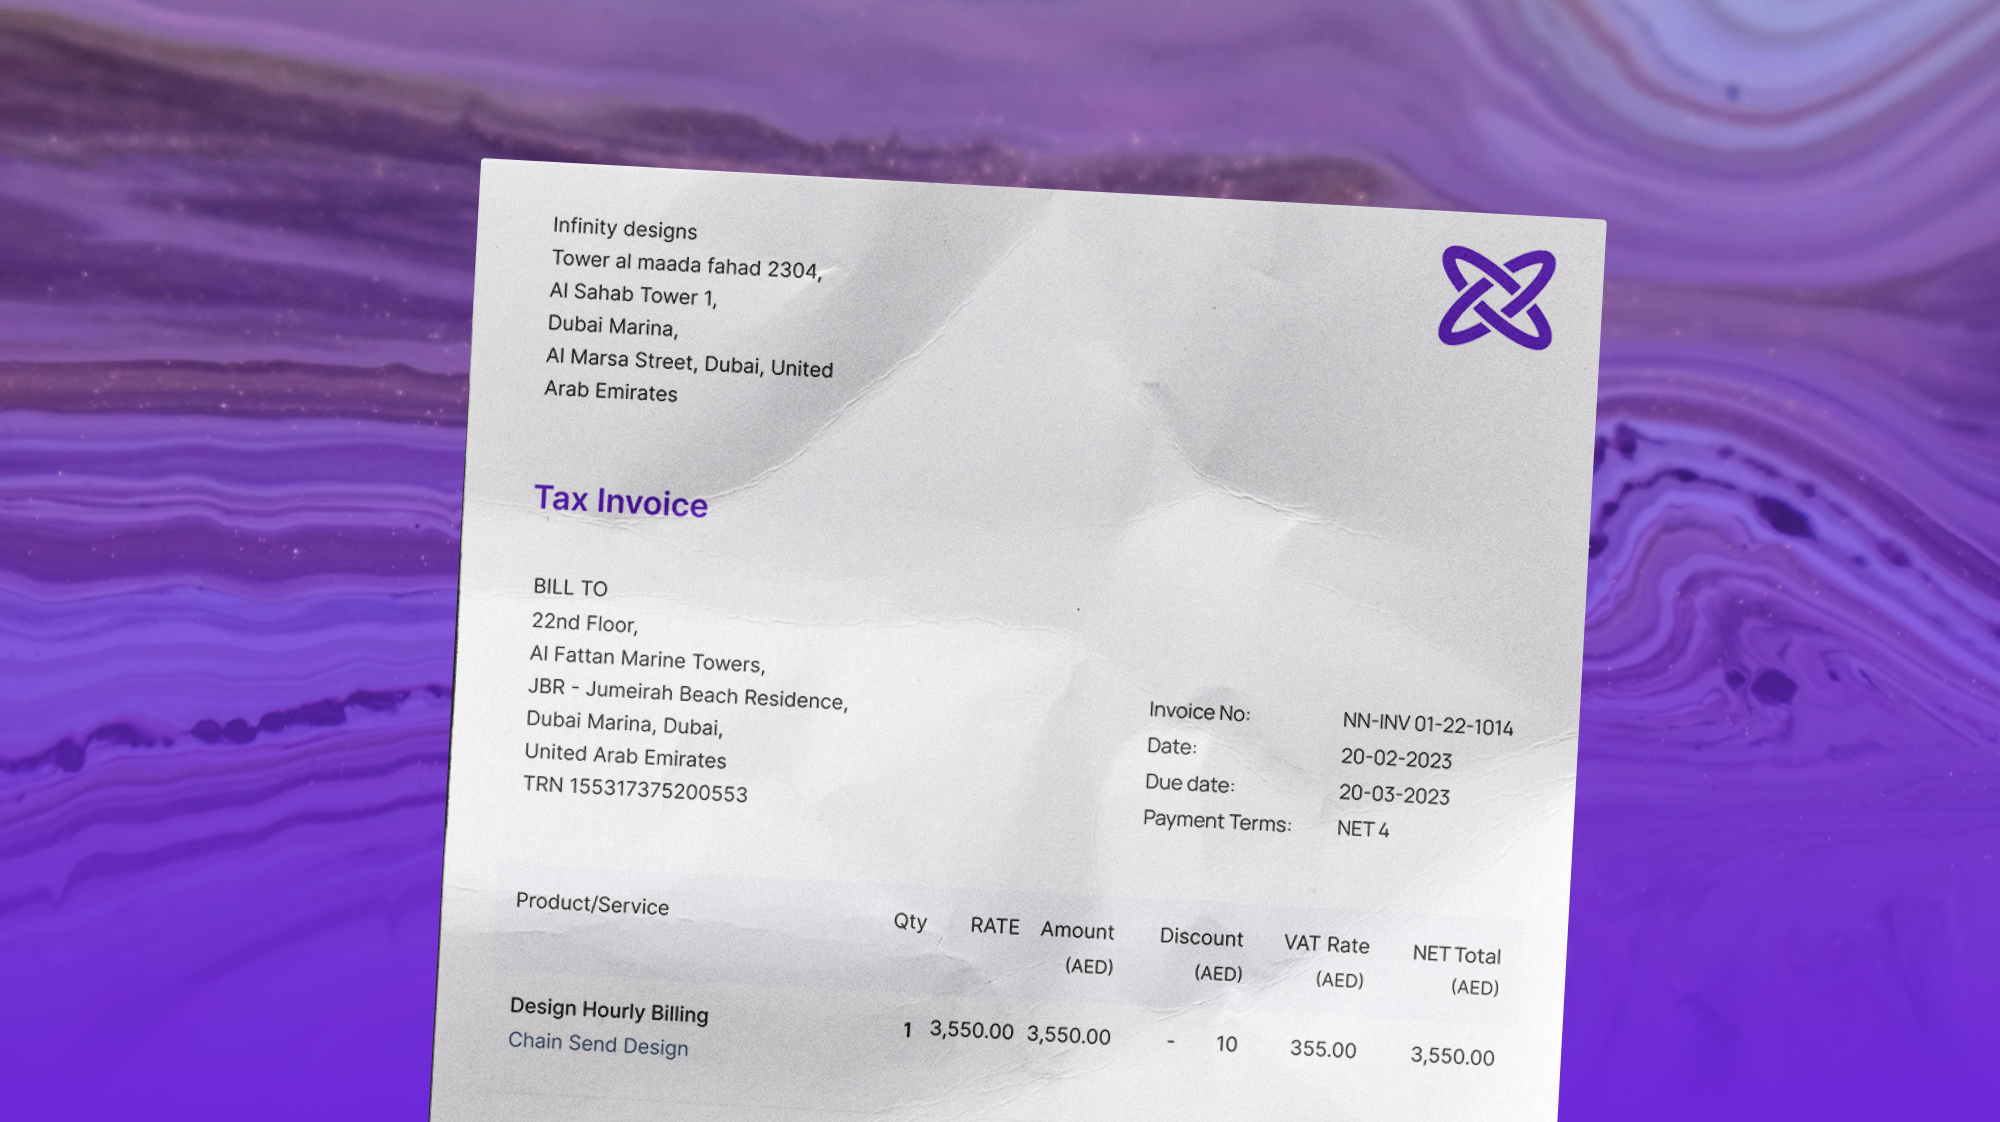 Infinity designs
Tower al maada fahad 2304,
Al Sahab Tower 1,
Dubai Marina,
Al Marsa Street, Dubai, United
Arab Emirates
Tax Invoice
BILL TO
22nd Floor,
Al Fattan Marine Towers,
JBR - Jumeirah Beach Residence,
Dubai Marina, Dubai,
United Arab Emirates
TRN 155317375200553
Invoice No: NN-INV 01-22-1014
Date: 20-02-2023
Due date: 20-03-2023
Payment Terms: NET 4
Product/Service Qty RATE Amount Discount VAT Rate NET Total
(AED) (AED) (AED) (AED)
Design Hourly Billing 1 3,550.00 3,550.00 - 10 355.00 3,550.00
Chain Send Design